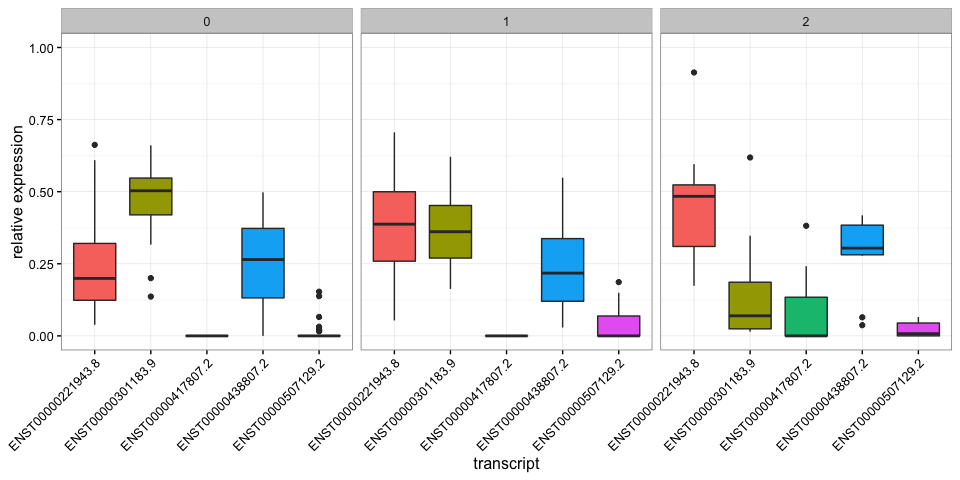 0
1
2
relative expression
1.00
0.75
0.50
0.25
0.00
ENST00000221943.8
ENST00000301183.9
ENST00000417807.2
ENST00000438807.2
ENST00000507129.2
ENST00000221943.8
ENST00000301183.9
ENST00000417807.2
ENST00000438807.2
ENST00000507129.2
ENST00000221943.8
ENST00000301183.9
ENST00000417807.2
ENST00000438807.2
ENST00000507129.2
transcript